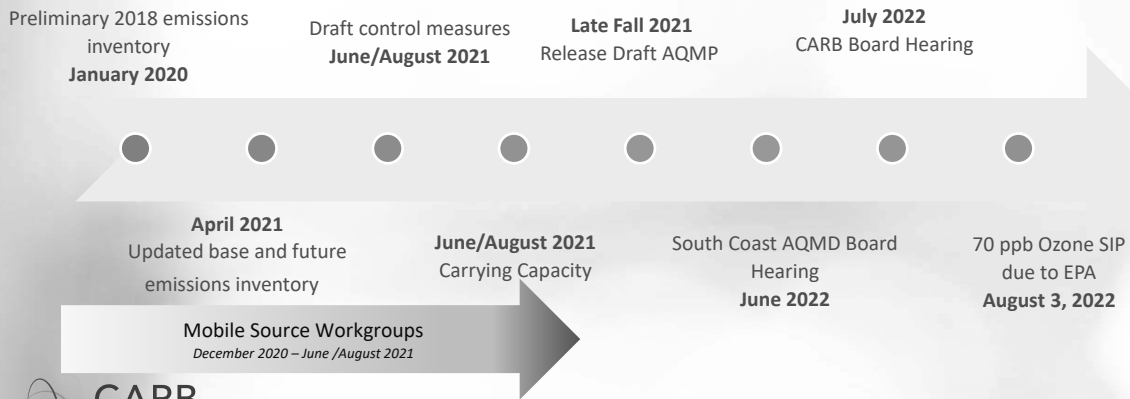 Preliminary 2018 emissions
inventory
January 2020
Draft control measures
June/August 2021
Late Fall 2021
Release Draft AQMP
July 2022
CARB Board Hearing
April 2021
Updated base and future
emissions inventory
June/August 2021
Carrying Capacity
South Coast AQMD Board
Hearing
June 2022
70 ppb Ozone SIP
due to EPA
August 3, 2022
Mobile Source Workgroups
December 2020 – June /August 2021
CARB